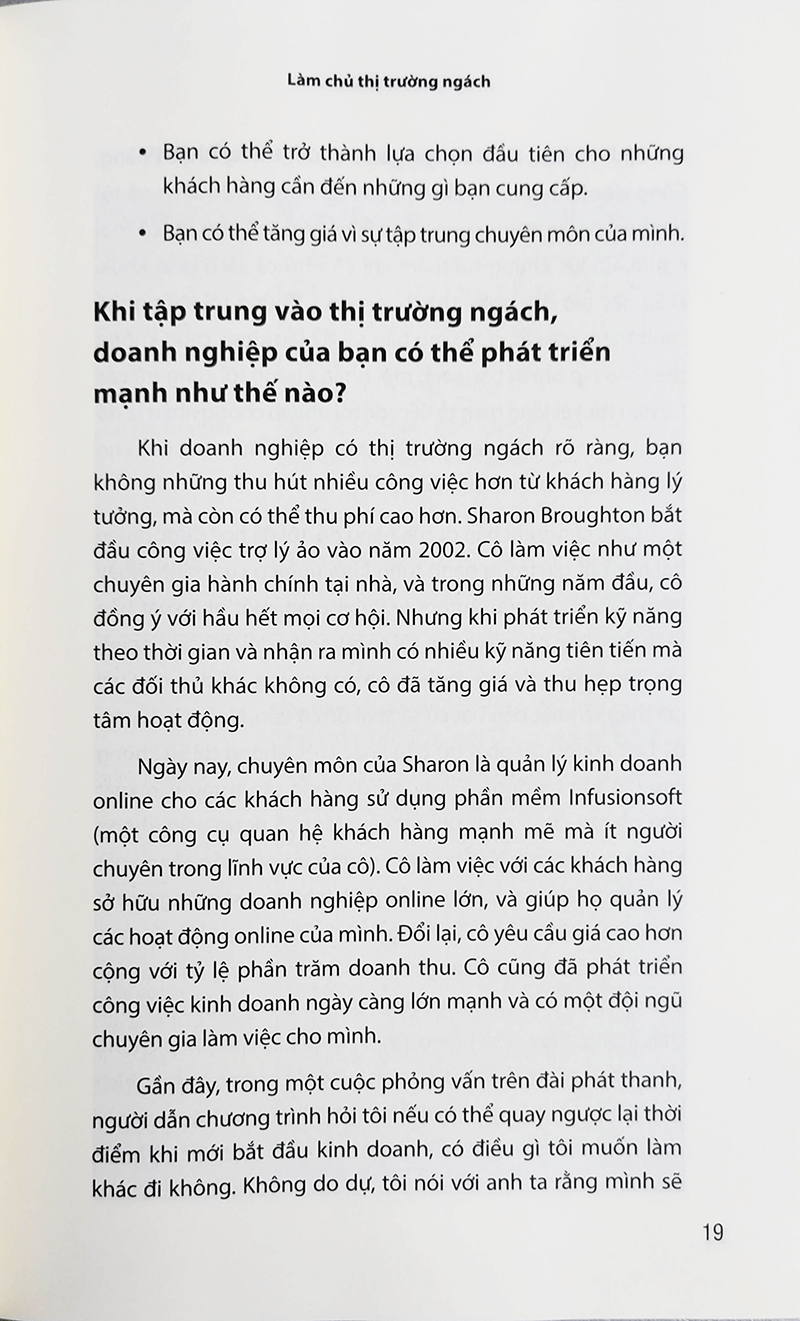 Làm chủ thị trường ngách
• Bạn có thể trở thành lựa chọn đầu tiên cho những
khách hàng cần đến những gì bạn cung cấp.
• Bạn có thể tăng giá vì sự tập trung chuyên môn của mình.
Khi tập trung vào thị trường ngách,
doanh nghiệp của bạn có thể phát triển
mạnh như thế nào?
Khi doanh nghiệp có thị trường ngách rõ ràng, bạn
không những thu hút nhiều công việc hơn từ khách hàng lý
tưởng, mà còn có thể thu phí cao hơn. Sharon Broughton bắt
đầu công việc trợ lý ảo vào năm 2002. Cô làm việc như một
chuyên gia hành chính tại nhà, và trong những năm đầu, cô
đồng ý với hầu hết mọi cơ hội. Nhưng khi phát triển kỹ năng
theo thời gian và nhận ra mình có nhiều kỹ năng tiên tiến mà
các đối thủ khác không có, cô đã tăng giá và thu hẹp trọng
tâm hoạt động.
Ngày nay, chuyên môn của Sharon là quản lý kinh doanh
online cho các khách hàng sử dụng phần mềm Infusionsoft
(một công cụ quan hệ khách hàng mạnh mẽ mà ít người
chuyên trong lĩnh vực của cô). Cô làm việc với các khách hàng
sở hữu những doanh nghiệp online lớn, và giúp họ quản lý
các hoạt động online của mình. Đổi lại, cô yêu cầu giá cao hơn
cộng với tỷ lệ phần trăm doanh thu. Cô cũng đã phát triển
công việc kinh doanh ngày càng lớn mạnh và có một đội ngũ
chuyên gia làm việc cho mình.
Gần đây, trong một cuộc phỏng vấn trên đài phát thanh,
người dẫn chương trình hỏi tôi nếu có thể quay ngược lại thời
điểm khi mới bắt đầu kinh doanh, có điều gì tôi muốn làm
khác đi không. Không do dự, tôi nói với anh ta rằng mình sẽ
19